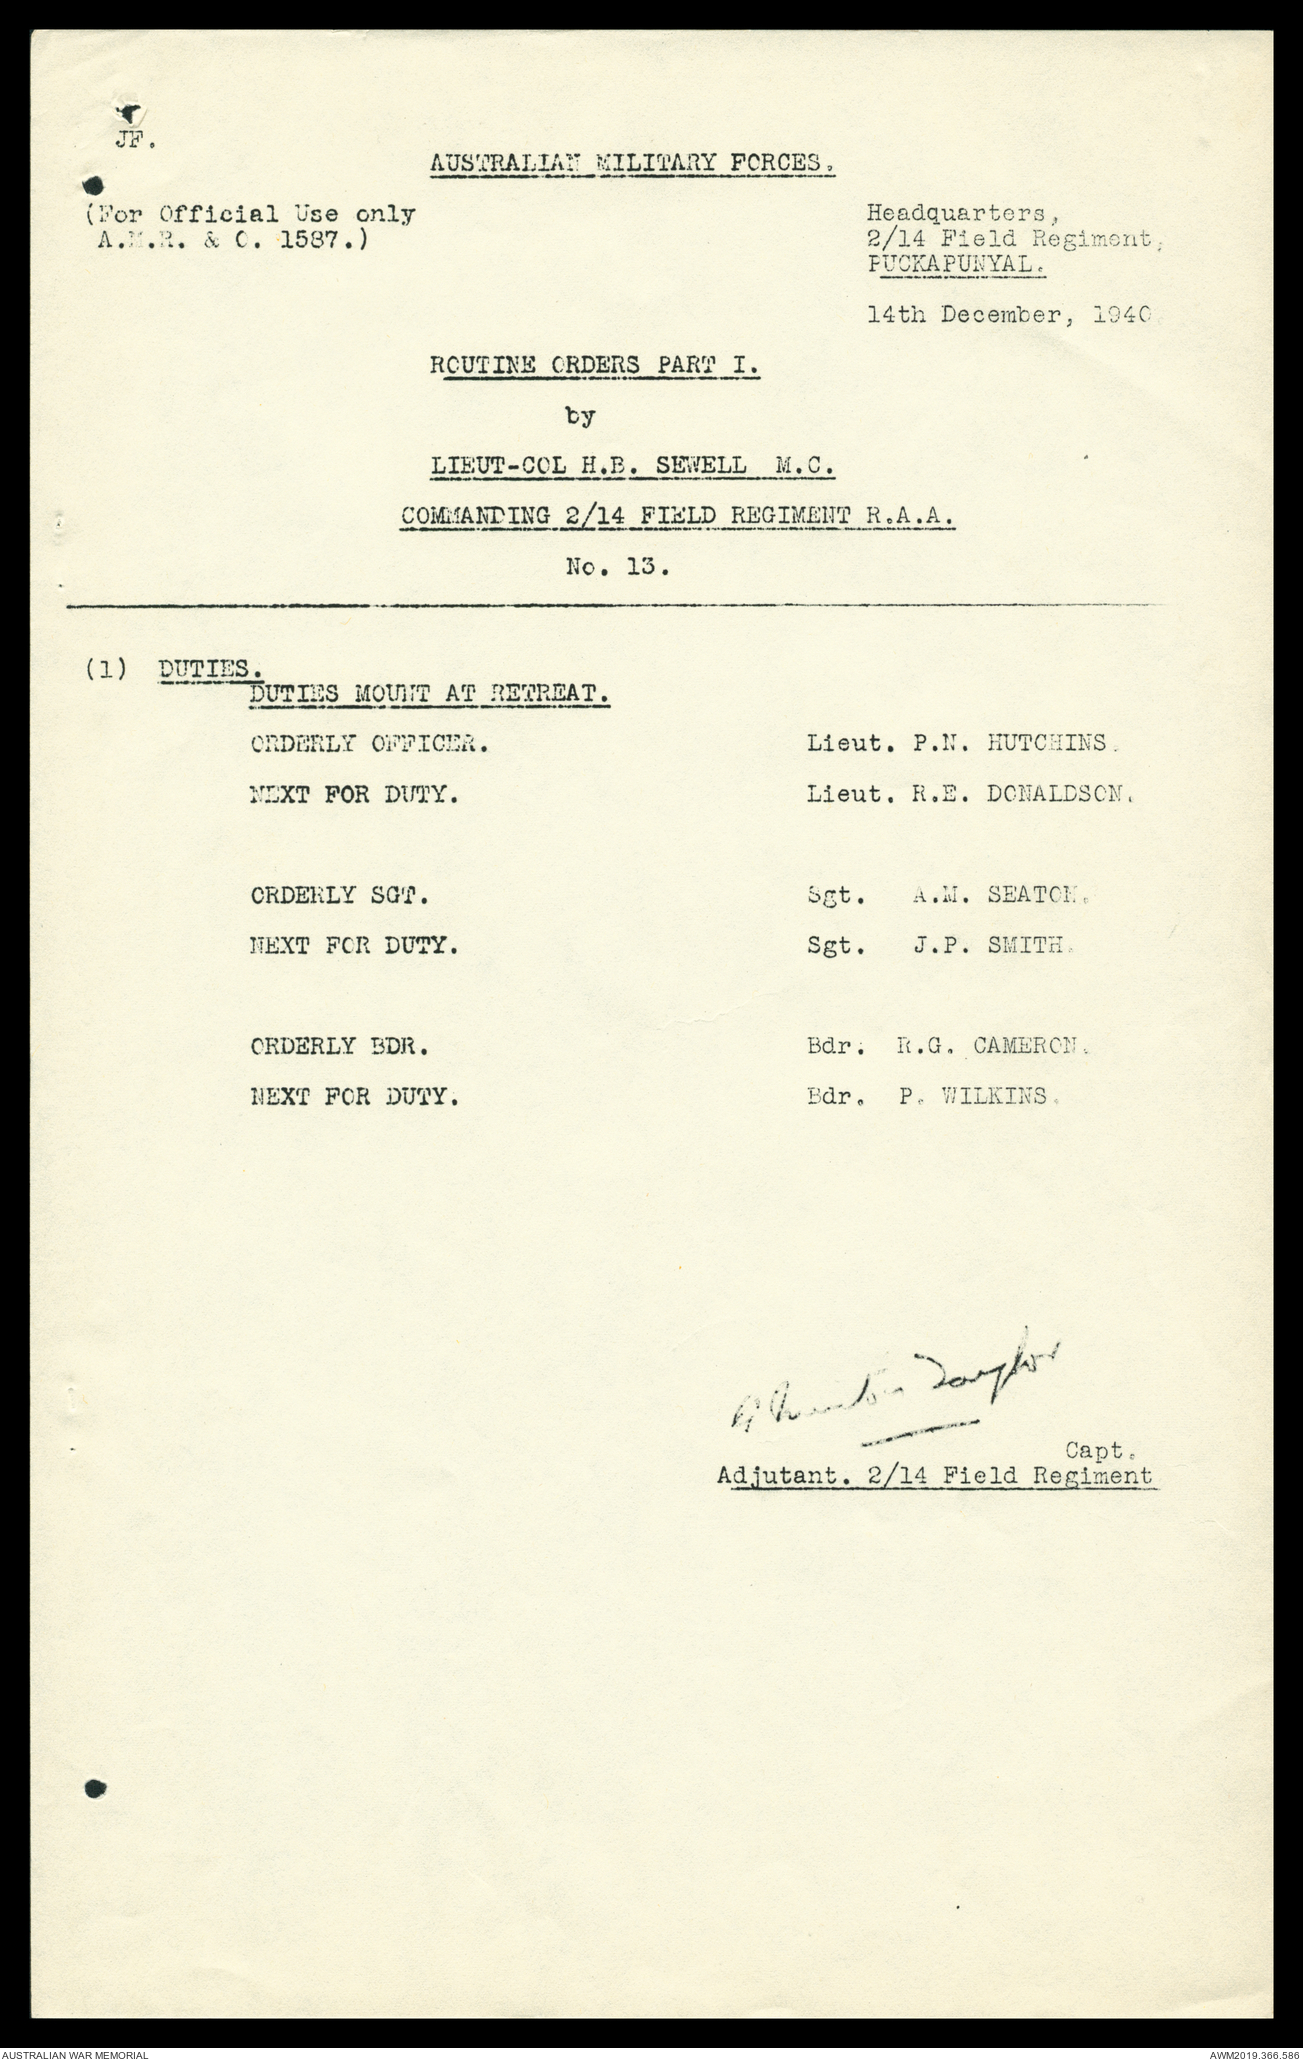 JF.
AUSTRALIAN MILITARY FORCES.
(For Official Use only
A.M.R. & O. 1587.)
Headquarters,
2/14 Field Regiment,
PUCKAPUNYAL.
14th December, 1940
ROUTINE ORDERS PART I.
by
LIEUT-COL H.B. SEWELL M.C.
COMMANDING 2/14 FIELD REGIMENT R.A.A.
No. 13.
(1) DUTIES.
DUTIES MOUNT AT RETREAT.
ORDERLY OFFICER. Lieut. P.N. HUTCHINS.
NEXT FOR DUTY. Lieut. R.E. DONALDSON.
ORDERLY SGT. Sgt. A.M. SEATON.
NEXT FOR DUTY. Sgt. J.P. SMITH.
ORDERLY BDR. Bdr. R.G. CAMERON.
NEXT FOR DUTY. Bdr. P. WILKINS.
Taylor
Capt.
Adjutant. 2/14 Field Regiment
AUSTRALIAN WAR MEMORIAL
AWM2019.366.586